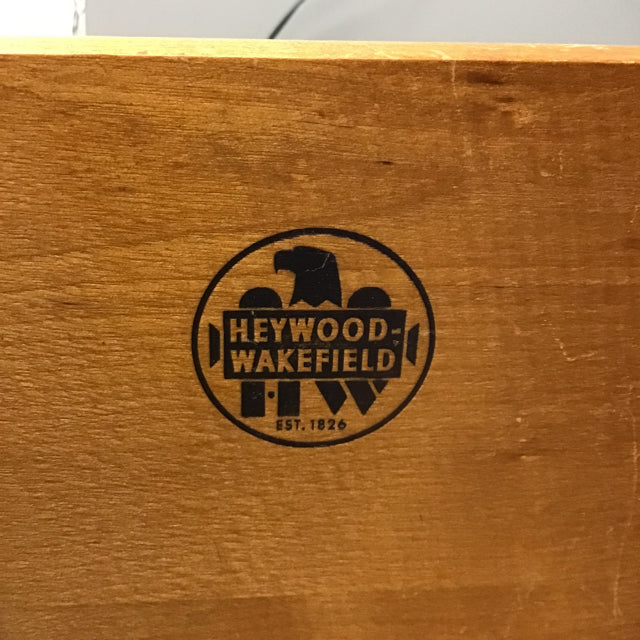 HEYWOOD-
WAKEFIELD
H·W
EST. 1826